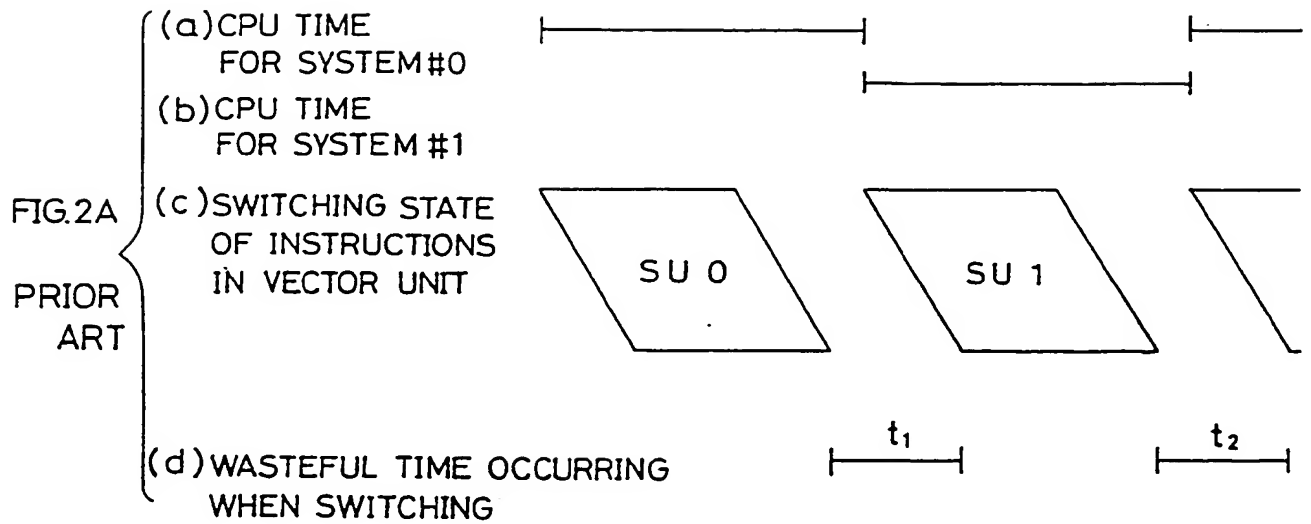 (a) CPU TIME
FOR SYSTEM #0
(b) CPU TIME
FOR SYSTEM #1
FIG. 2A
PRIOR
ART
(c) SWITCHING STATE
OF INSTRUCTIONS
IN VECTOR UNIT
SU 0
SU 1
t1
t2
(d) WASTEFUL TIME OCCURRING
WHEN SWITCHING